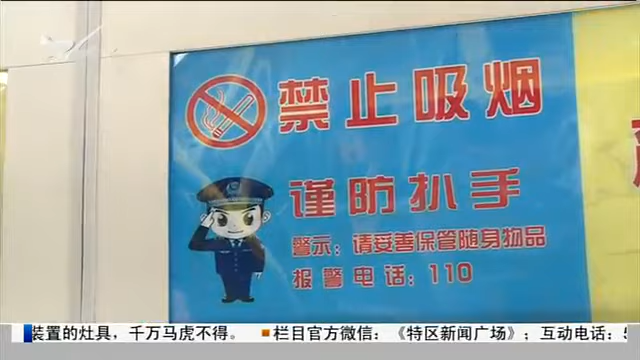 禁止吸烟
谨防扒手
警示：请妥善保管随身物品
报警电话：110
装置的灶具，千万马虎不得。 栏目官方微信：《特区新闻广场》；互动电话：